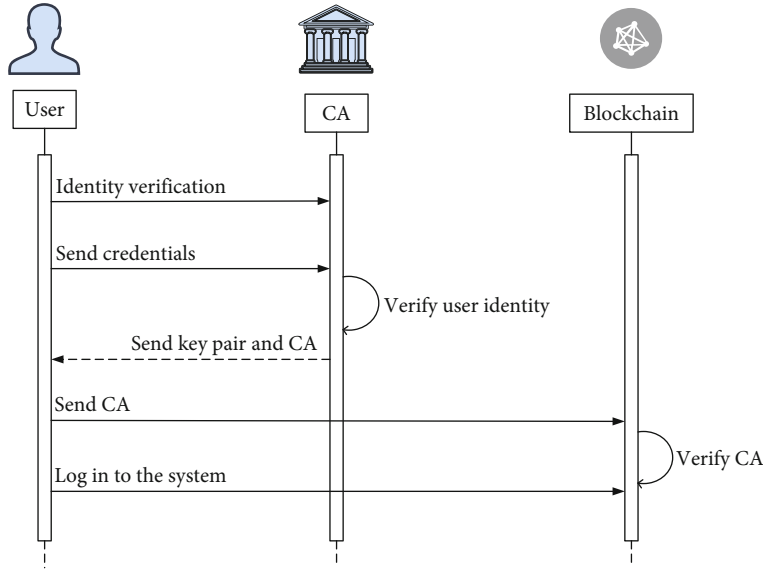 User
CA
Blockchain
Identity verification
Send credentials
Verify user identity
Send key pair and CA
Send CA
Verify CA
Log in to the system